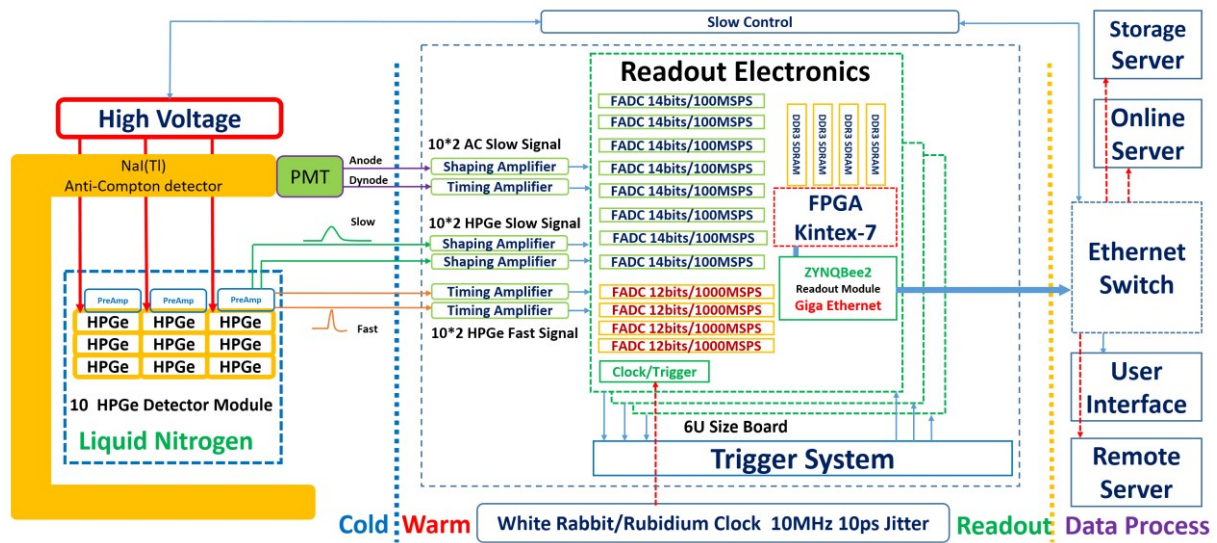 Slow Control
Storage
Server
Online
Server
High Voltage
NaI(Tl)
Anti-Compton detector
PMT
Anode
Dynode
Slow
Fast
PreAmp
PreAmp
PreAmp
HPGe
HPGe
HPGe
HPGe
HPGe
HPGe
HPGe
HPGe
HPGe
10 HPGe Detector Module
Liquid Nitrogen
10*2 AC Slow Signal
Shaping Amplifier
Timing Amplifier
10*2 HPGe Slow Signal
Shaping Amplifier
Shaping Amplifier
Timing Amplifier
Timing Amplifier
10*2 HPGe Fast Signal
Readout Electronics
FADC 14bits/100MSPS
FADC 14bits/100MSPS
FADC 14bits/100MSPS
FADC 14bits/100MSPS
FADC 14bits/100MSPS
FADC 14bits/100MSPS
FADC 14bits/100MSPS
FADC 14bits/100MSPS
FADC 12bits/1000MSPS
FADC 12bits/1000MSPS
FADC 12bits/1000MSPS
FADC 12bits/1000MSPS
Clock/Trigger
DDR3 SDRAM
DDR3 SDRAM
DDR3 SDRAM
DDR3 SDRAM
FPGA
Kintex-7
ZYNQBee2
Readout Module
Giga Ethernet
6U Size Board
Trigger System
Ethernet
Switch
User
Interface
Remote
Server
Cold
Warm
White Rabbit/Rubidium Clock 10MHz 10ps Jitter
Readout
Data Process